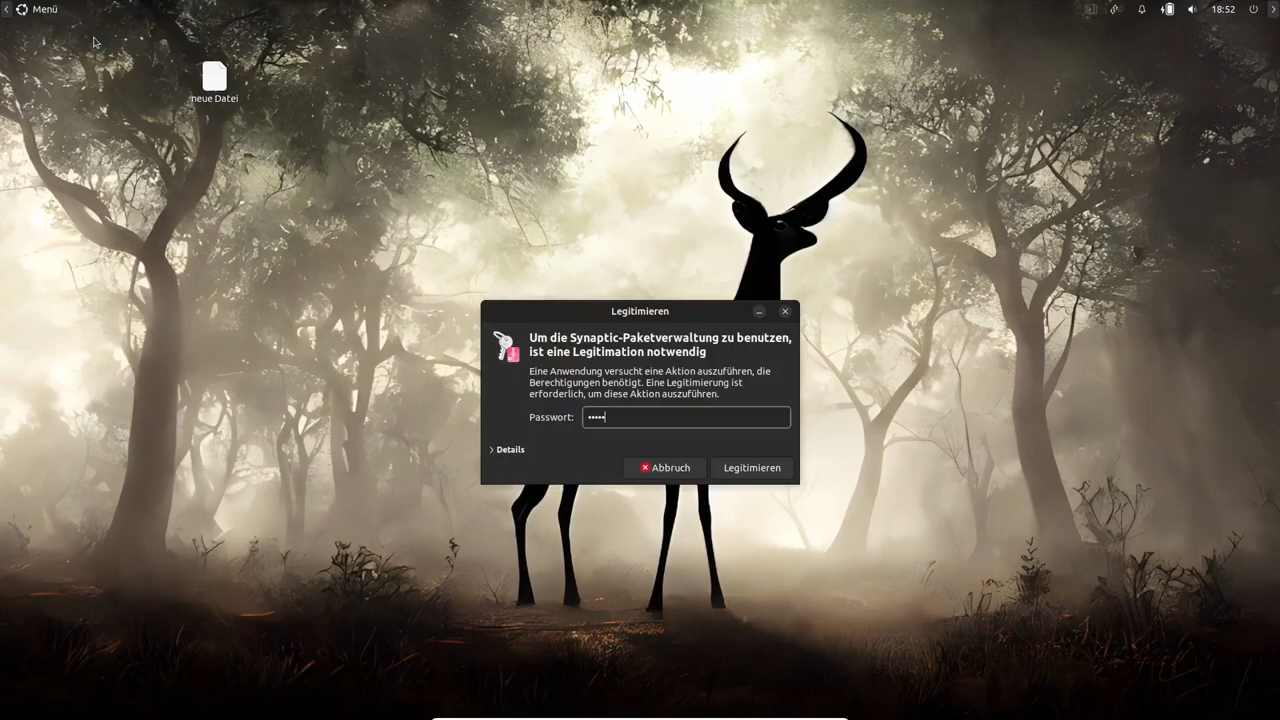 Menü
18:52
neue Datei
Legitimieren
Um die Synaptic-Paketverwaltung zu benutzen,
ist eine Legitimation notwendig
Eine Anwendung versucht eine Aktion auszuführen, die
Berechtigungen benötigt. Eine Legitimierung ist
erforderlich, um diese Aktion auszuführen.
Passwort: •••••
Details
Abbruch Legitimieren